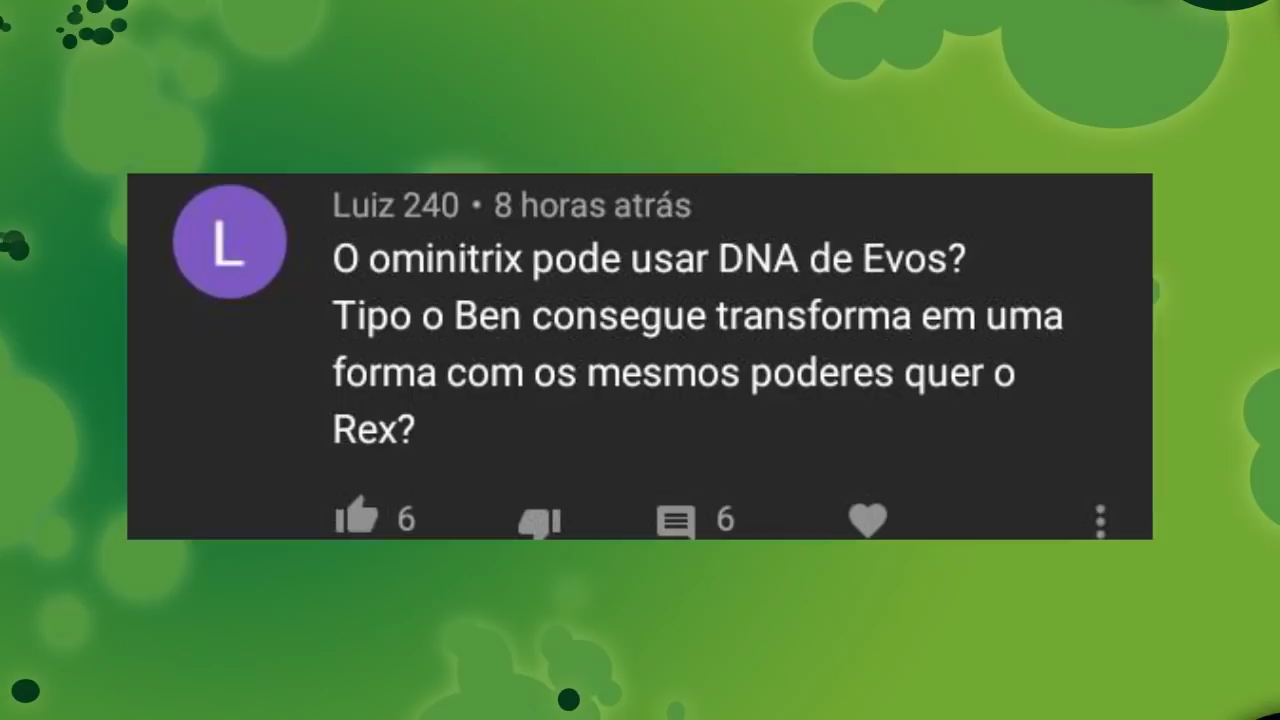 L
Luiz 240 • 8 horas atrás
O ominitrix pode usar DNA de Evos?
Tipo o Ben consegue transforma em uma
forma com os mesmos poderes quer o
Rex?
6 6